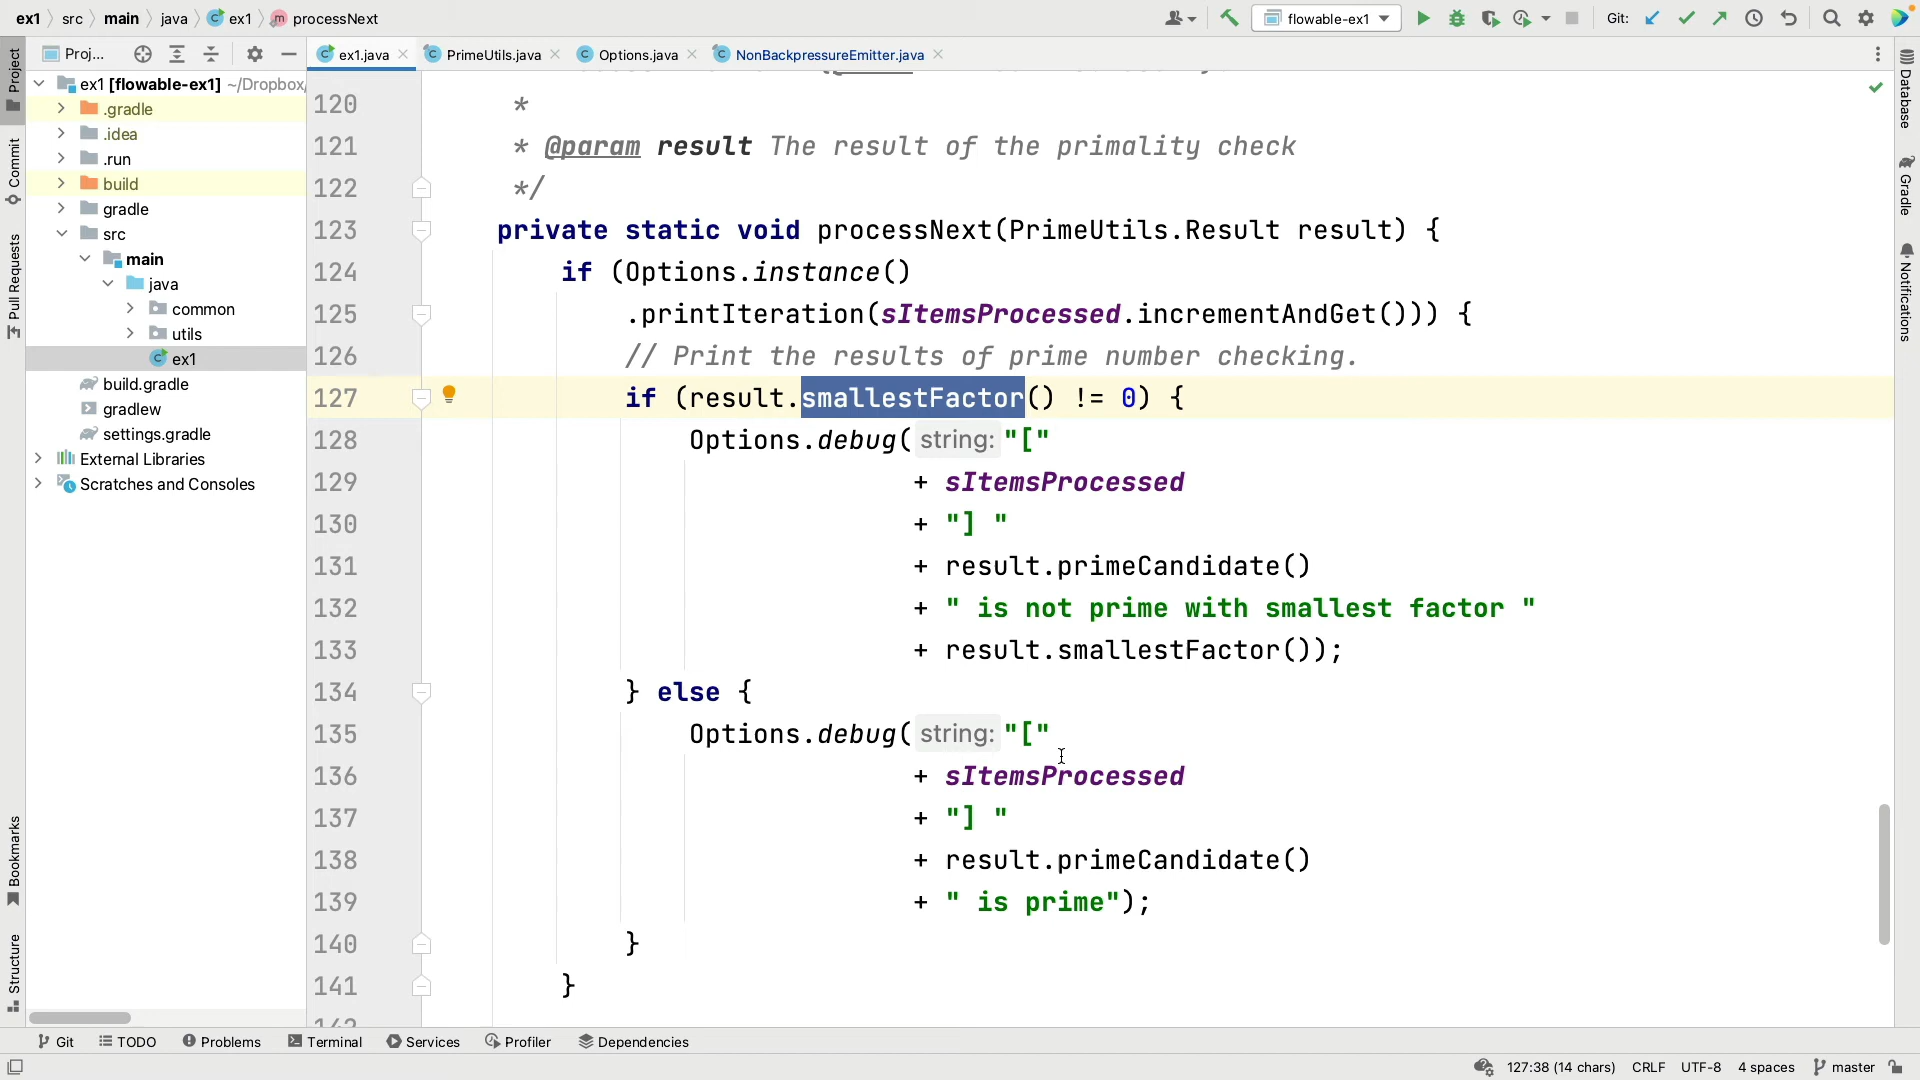 ex1 src main java ex1 processNext flowable-ex1 Git:
Project Proj... ex1.java PrimeUtils.java Options.java NonBackpressureEmitter.java
ex1 [flowable-ex1] ~/Dropbox/
.gradle
.idea
.run
build
gradle
src
main
java
common
utils
ex1
build.gradle
gradlew
settings.gradle
External Libraries
Scratches and Consoles
Commit
Pull Requests
Bookmarks
Structure
120 *
121 * @param result The result of the primality check
122 */
123 private static void processNext(PrimeUtils.Result result) {
124 if (Options.instance()
125 .printIteration(sItemsProcessed.incrementAndGet())) {
126 // Print the results of prime number checking.
127 if (result.smallestFactor() != 0) {
128 Options.debug( string: "["
129 + sItemsProcessed
130 + "] "
131 + result.primeCandidate()
132 + " is not prime with smallest factor "
133 + result.smallestFactor());
134 } else {
135 Options.debug( string: "["
136 + sItemsProcessed
137 + "] "
138 + result.primeCandidate()
139 + " is prime");
140 }
141 }
Database
Gradle
Notifications
Git TODO Problems Terminal Services Profiler Dependencies
127:38 (14 chars) CRLF UTF-8 4 spaces master